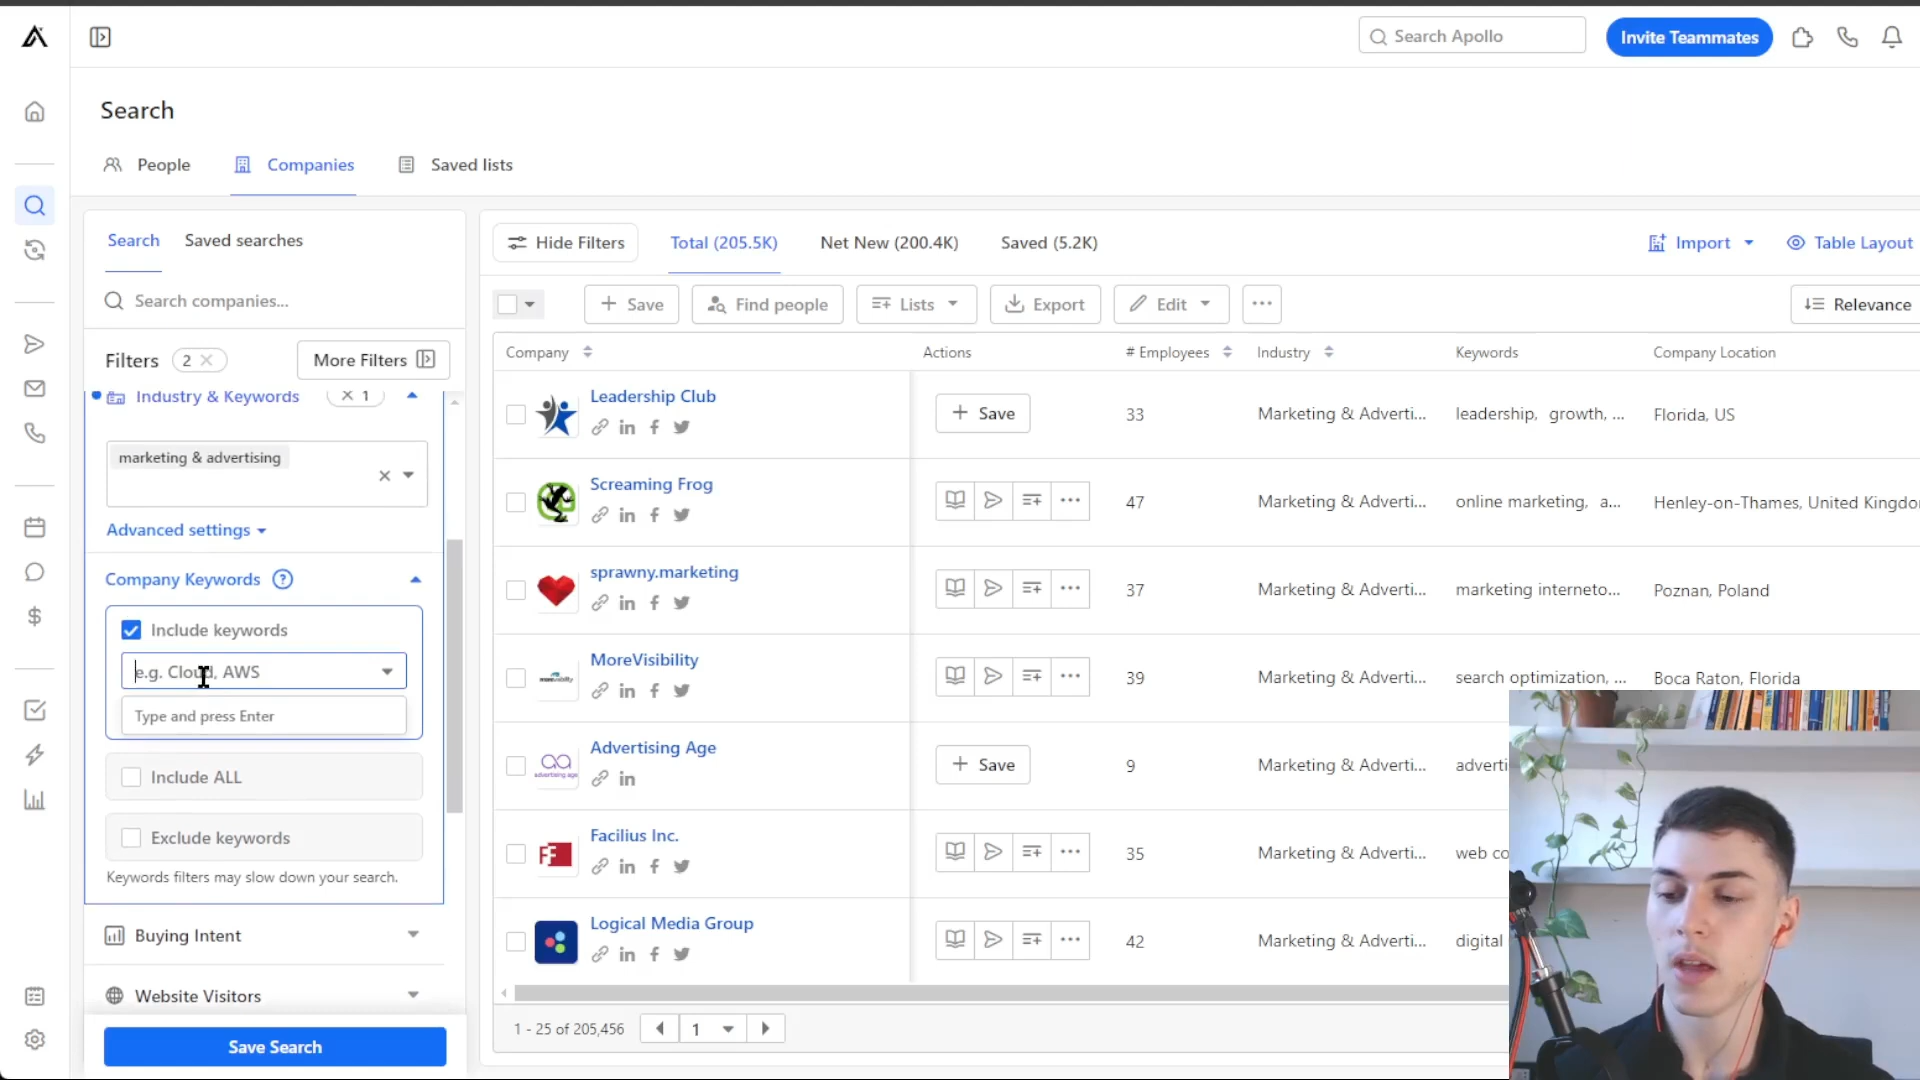 Search Apollo
Invite Teammates
Search
People
Companies
Saved lists
Search
Saved searches
Search companies...
Filters
2
More Filters
Industry & Keywords
1
marketing & advertising
Advanced settings
Company Keywords
?
Include keywords
e.g. Cloud, AWS
Type and press Enter
Include ALL
Exclude keywords
Keywords filters may slow down your search.
Buying Intent
Website Visitors
Save Search
Hide Filters
Total (205.5K)
Net New (200.4K)
Saved (5.2K)
Import
Table Layout
Save
Find people
Lists
Export
Edit
Relevance
Company
Actions
# Employees
Industry
Keywords
Company Location
Leadership Club
Save
33
Marketing & Adverti...
leadership, growth, ...
Florida, US
Screaming Frog
47
Marketing & Adverti...
online marketing, a...
Henley-on-Thames, United Kingdo
sprawny.marketing
37
Marketing & Adverti...
marketing interneto...
Poznan, Poland
MoreVisibility
39
Marketing & Adverti...
search optimization, ...
Boca Raton, Florida
Advertising Age
Save
9
Marketing & Adverti...
adverti
Facilius Inc.
35
Marketing & Adverti...
web co
Logical Media Group
42
Marketing & Adverti...
digital
1 - 25 of 205,456
1